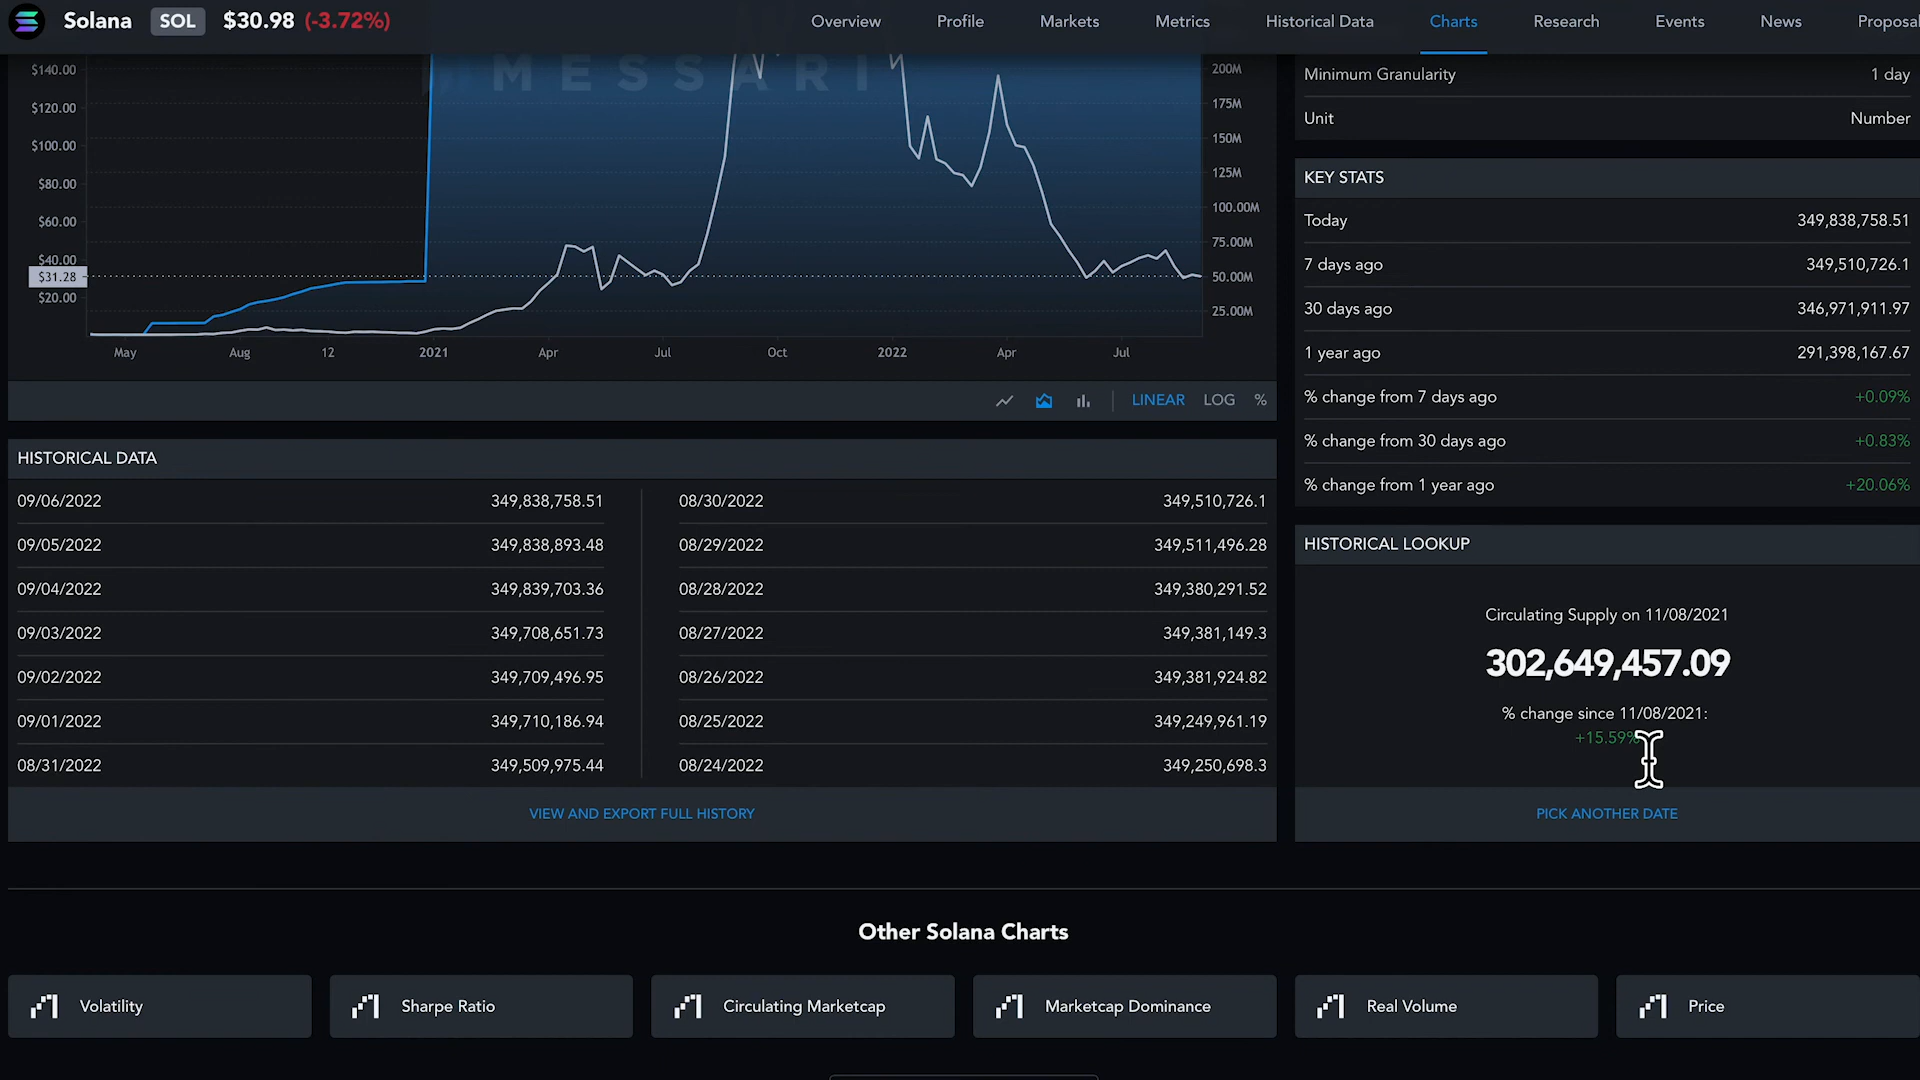 Solana SOL $30.98 (-3.72%)
Overview Profile Markets Metrics Historical Data Charts Research Events News Proposal
MESSARI
$140.00
$120.00
$100.00
$80.00
$60.00
$40.00
$31.28
$20.00
200M
175M
150M
125M
100.00M
75.00M
50.00M
25.00M
May Aug 12 2021 Apr Jul Oct 2022 Apr Jul
LINEAR LOG %
Minimum Granularity 1 day
Unit Number
KEY STATS
Today 349,838,758.51
7 days ago 349,510,726.1
30 days ago 346,971,911.97
1 year ago 291,398,167.67
% change from 7 days ago +0.09%
% change from 30 days ago +0.83%
% change from 1 year ago +20.06%
HISTORICAL DATA
09/06/2022 349,838,758.51 08/30/2022 349,510,726.1
09/05/2022 349,838,893.48 08/29/2022 349,511,496.28
09/04/2022 349,839,703.36 08/28/2022 349,380,291.52
09/03/2022 349,708,651.73 08/27/2022 349,381,149.3
09/02/2022 349,709,496.95 08/26/2022 349,381,924.82
09/01/2022 349,710,186.94 08/25/2022 349,249,961.19
08/31/2022 349,509,975.44 08/24/2022 349,250,698.3
VIEW AND EXPORT FULL HISTORY
HISTORICAL LOOKUP
Circulating Supply on 11/08/2021
302,649,457.09
% change since 11/08/2021:
+15.59%
PICK ANOTHER DATE
Other Solana Charts
Volatility Sharpe Ratio Circulating Marketcap Marketcap Dominance Real Volume Price